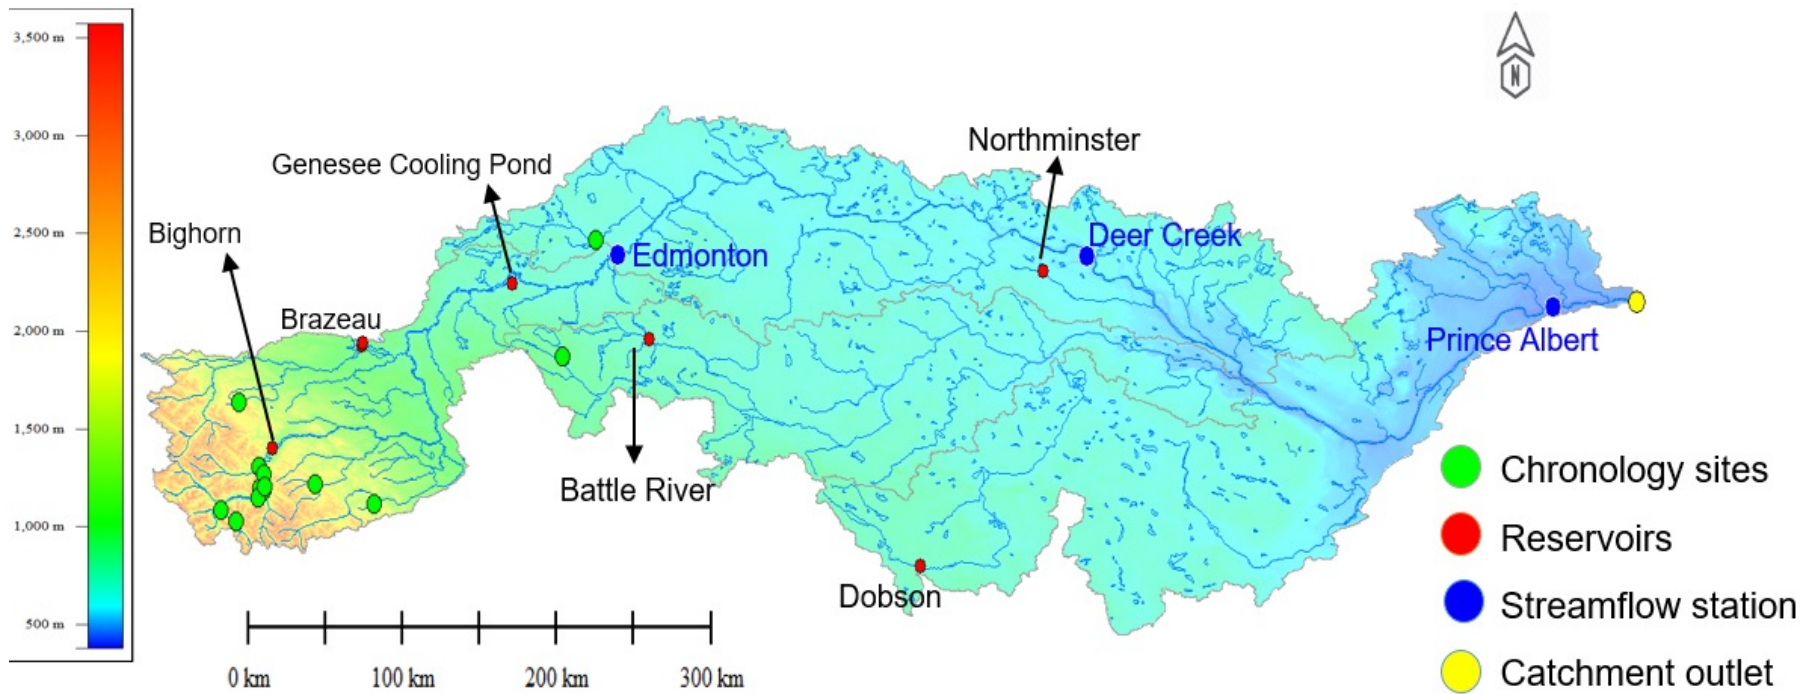 3,500 m
3,000 m
2,500 m
2,000 m
1,500 m
1,000 m
500 m
N
Northminster
Genesee Cooling Pond
Bighorn
Deer Creek
Edmonton
Brazeau
Prince Albert
Battle River
Dobson
Chronology sites
Reservoirs
Streamflow station
Catchment outlet
0 km 100 km 200 km 300 km